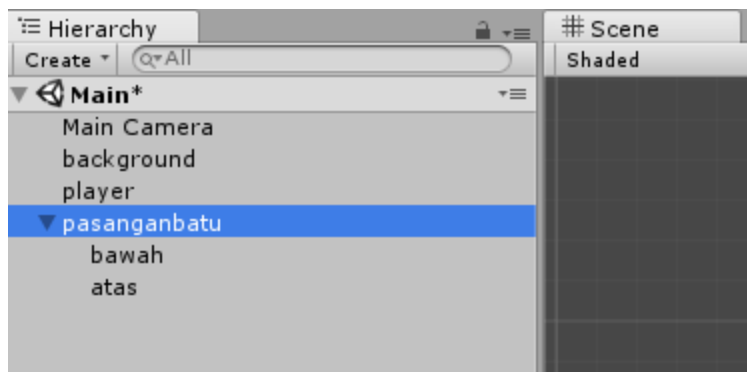 Hierarchy
Scene
Create
All
Shaded
Main*
Main Camera
background
player
pasanganbatu
bawah
atas